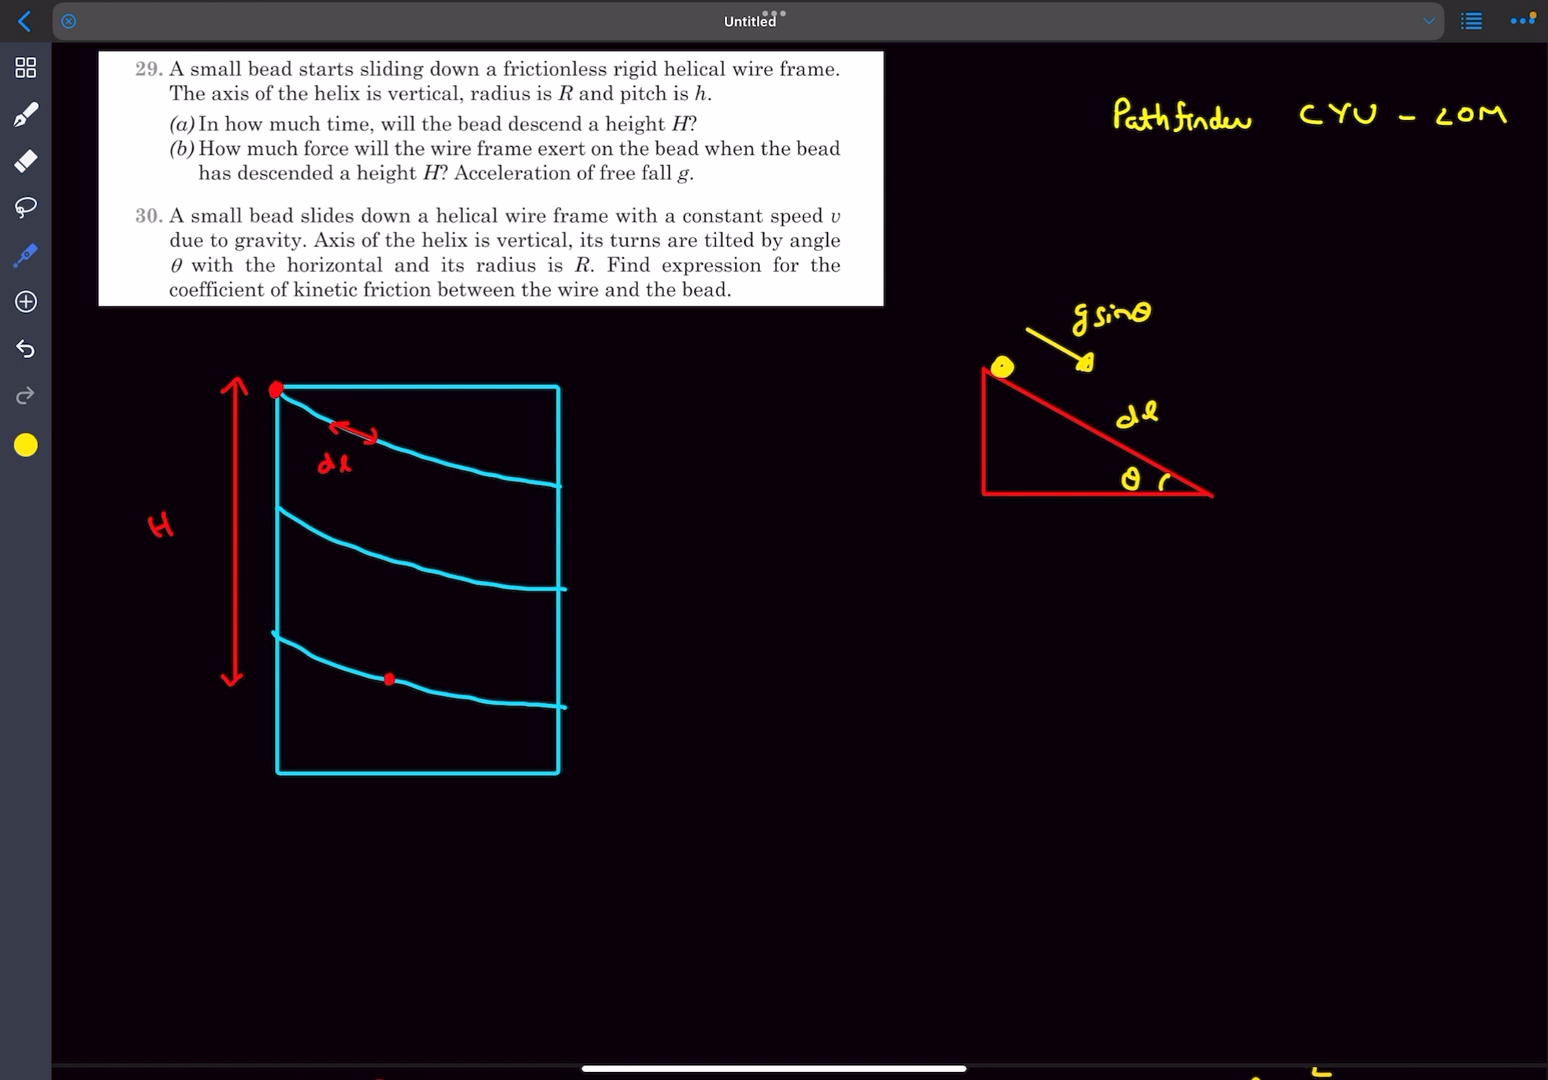 Untitled
29. A small bead starts sliding down a frictionless rigid helical wire frame.
The axis of the helix is vertical, radius is R and pitch is h.
(a) In how much time, will the bead descend a height H?
(b) How much force will the wire frame exert on the bead when the bead
has descended a height H? Acceleration of free fall g.
30. A small bead slides down a helical wire frame with a constant speed v
due to gravity. Axis of the helix is vertical, its turns are tilted by angle
θ with the horizontal and its radius is R. Find expression for the
coefficient of kinetic friction between the wire and the bead.
Pathfinder CYU - LOM
g sinθ
dl
θ
dl
H